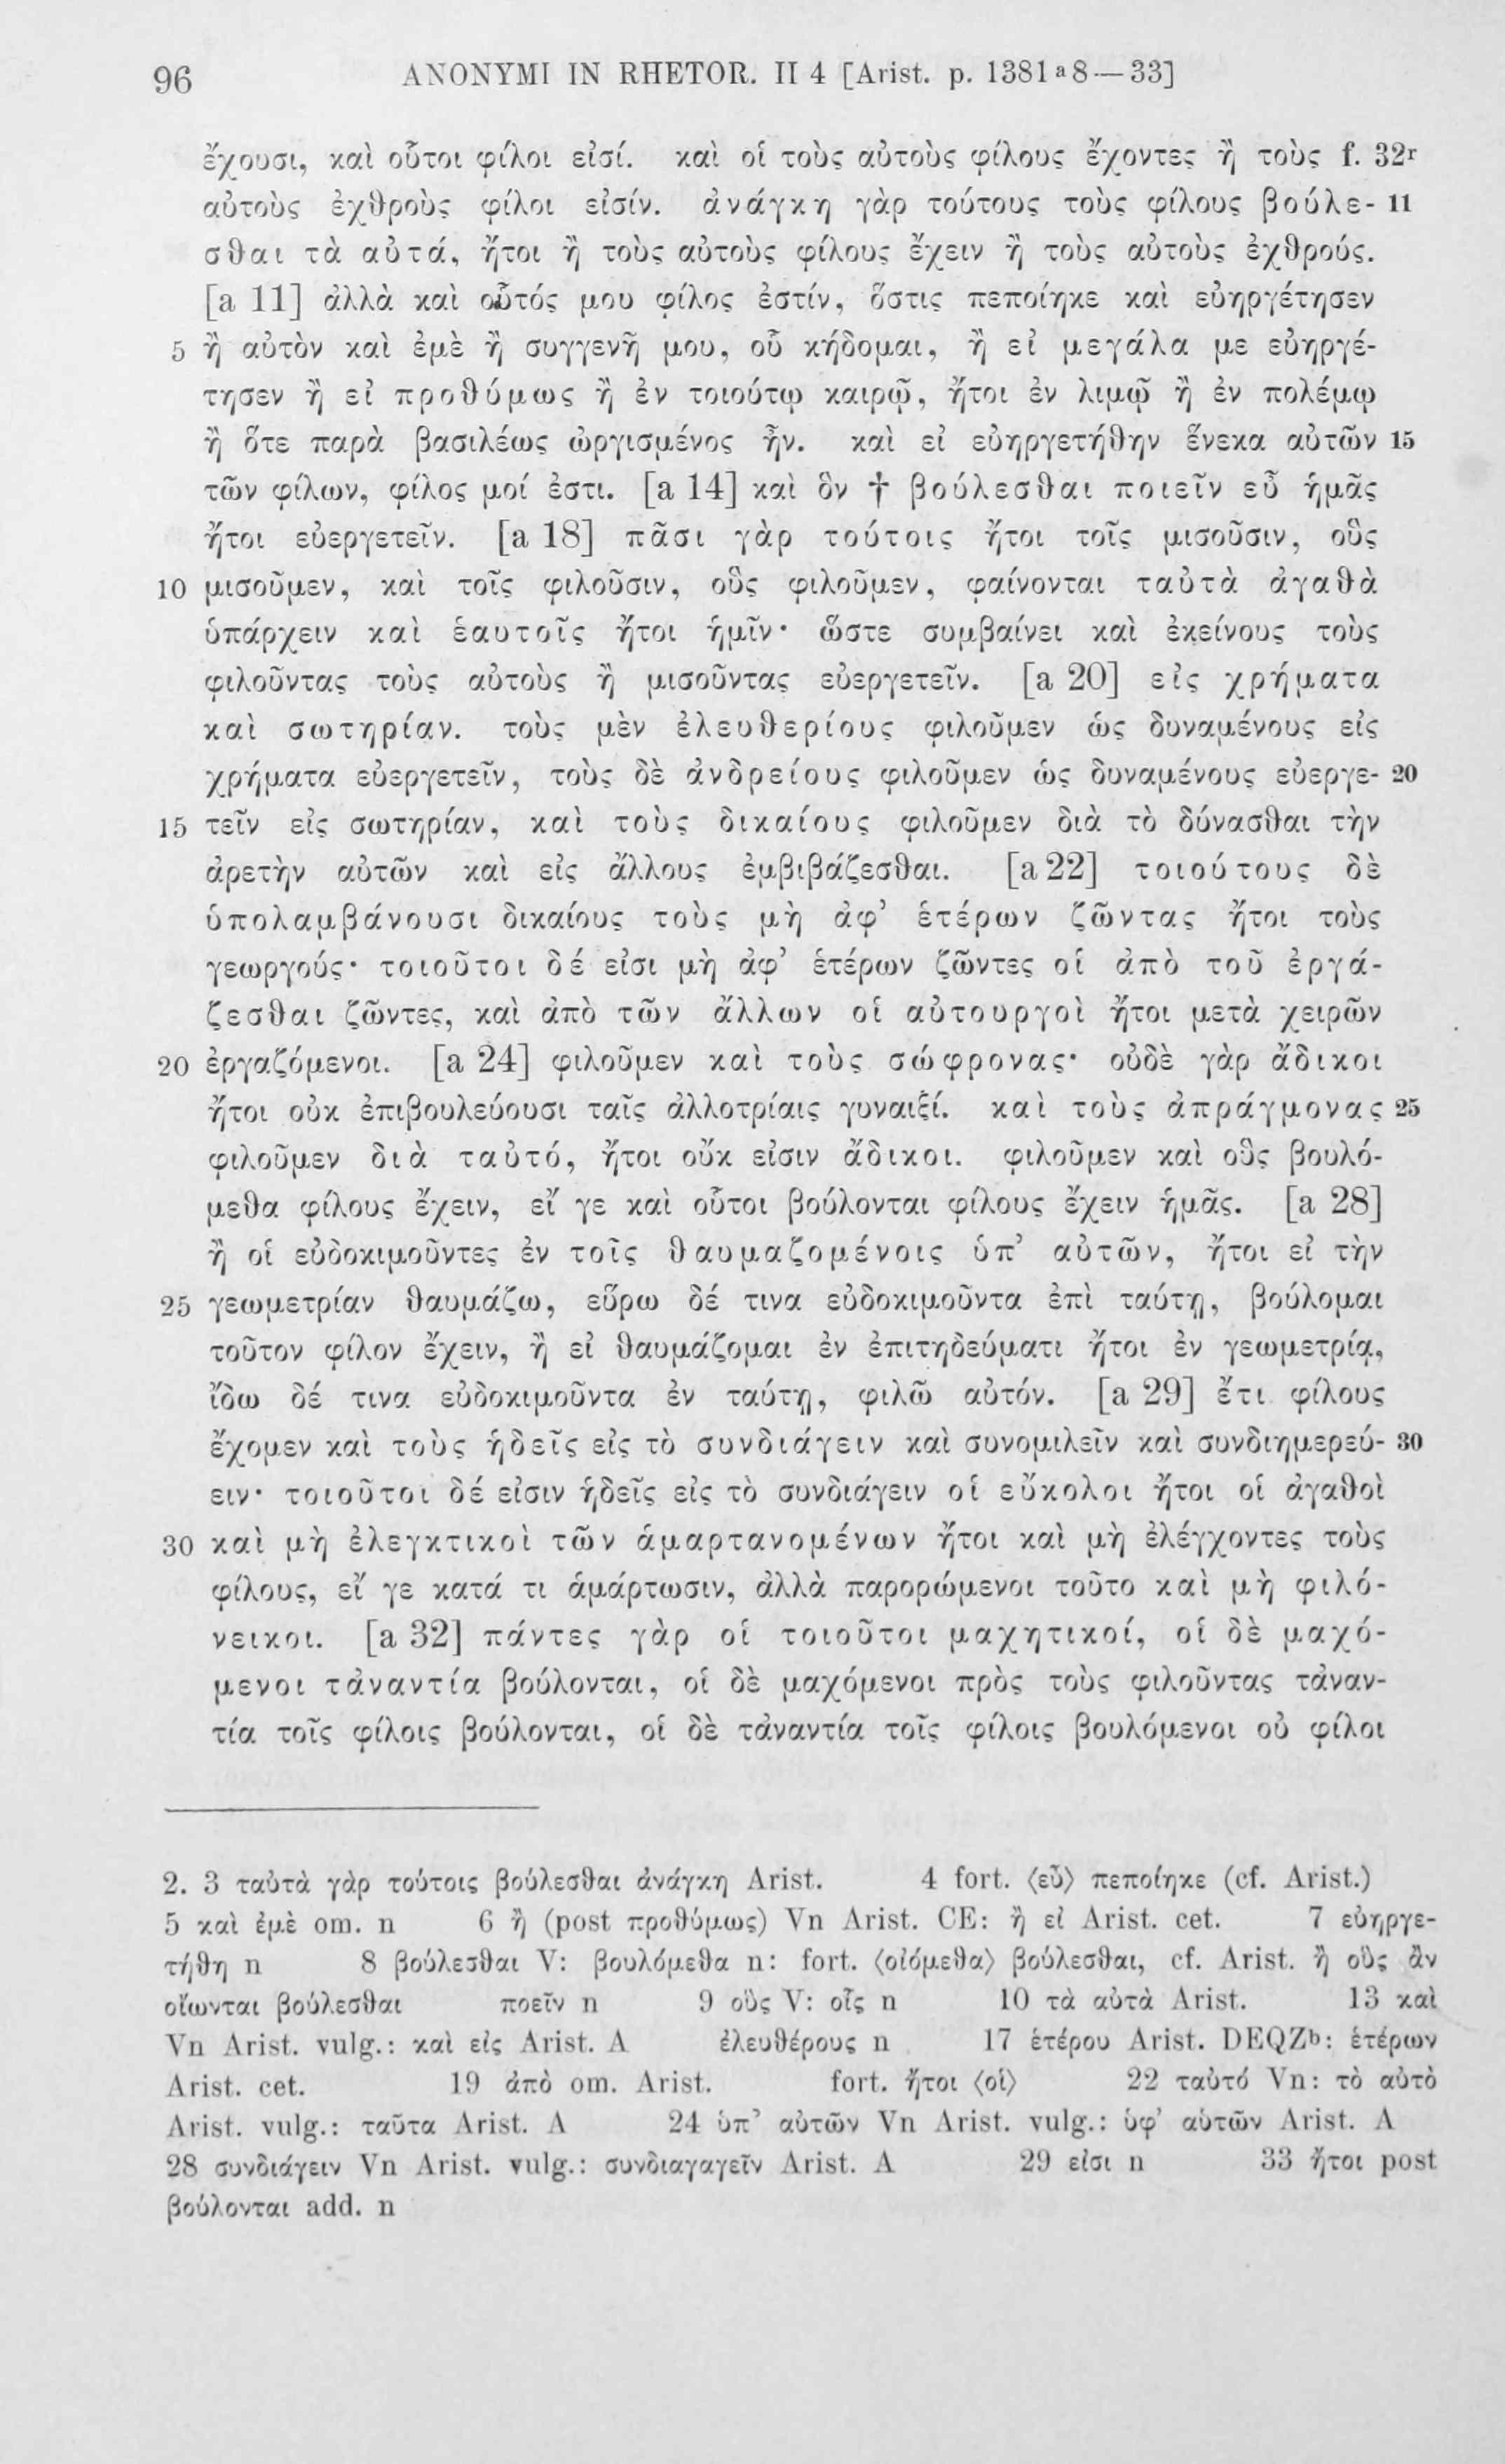 96 ANONYMI IN RHETOR. II 4 [Arist. p. 1381ᵃ8—33]
ἔχουσι, καὶ οὗτοι φίλοι εἰσί. καὶ οἱ τοὺς αὐτοὺς φίλους ἔχοντες ἢ τοὺς f. 32ʳ
αὐτοὺς ἐχθροὺς φίλοι εἰσίν. ἀνάγκη γὰρ τούτους τοὺς φίλους βούλε- 11
σθαι τὰ αὐτά, ἤτοι ἢ τοὺς αὐτοὺς φίλους ἔχειν ἢ τοὺς αὐτοὺς ἐχθρούς.
[a 11] ἀλλὰ καὶ οὗτός μου φίλος ἐστίν, ὅστις πεποίηκε καὶ εὐηργέτησεν
5 ἢ αὐτὸν καὶ ἐμὲ ἢ συγγενῆ μου, οὗ κήδομαι, ἢ εἰ μεγάλα με εὐηργέ-
τησεν ἢ εἰ προθύμως ἢ ἐν τοιούτῳ καιρῷ, ἤτοι ἐν λιμῷ ἢ ἐν πολέμῳ
ἢ ὅτε παρὰ βασιλέως ὠργισμένος ἦν. καὶ εἰ εὐηργετήθην ἕνεκα αὐτῶν 15
τῶν φίλων, φίλος μοί ἐστι. [a 14] καὶ ὃν † βούλεσθαι ποιεῖν εὖ ἡμᾶς
ἤτοι εὐεργετεῖν. [a 18] πᾶσι γὰρ τούτοις ἤτοι τοῖς μισοῦσιν, οὓς
10 μισοῦμεν, καὶ τοῖς φιλοῦσιν, οὓς φιλοῦμεν, φαίνονται ταὐτὰ ἀγαθὰ
ὑπάρχειν καὶ ἑαυτοῖς ἤτοι ἡμῖν· ὥστε συμβαίνει καὶ ἐκείνους τοὺς
φιλοῦντας τοὺς αὐτοὺς ἢ μισοῦντας εὐεργετεῖν. [a 20] εἰς χρήματα
καὶ σωτηρίαν. τοὺς μὲν ἐλευθερίους φιλοῦμεν ὡς δυναμένους εἰς
χρήματα εὐεργετεῖν, τοὺς δὲ ἀνδρείους φιλοῦμεν ὡς δυναμένους εὐεργε- 20
15 τεῖν εἰς σωτηρίαν, καὶ τοὺς δικαίους φιλοῦμεν διὰ τὸ δύνασθαι τὴν
ἀρετὴν αὐτῶν καὶ εἰς ἄλλους ἐμβιβάζεσθαι. [a 22] τοιούτους δὲ
ὑπολαμβάνουσι δικαίους τοὺς μὴ ἀφ’ ἑτέρων ζῶντας ἤτοι τοὺς
γεωργούς· τοιοῦτοι δέ εἰσι μὴ ἀφ’ ἑτέρων ζῶντες οἱ ἀπὸ τοῦ ἐργά-
ζεσθαι ζῶντες, καὶ ἀπὸ τῶν ἄλλων οἱ αὐτουργοὶ ἤτοι μετὰ χειρῶν
20 ἐργαζόμενοι. [a 24] φιλοῦμεν καὶ τοὺς σώφρονας· οὐδὲ γὰρ ἄδικοι
ἤτοι οὐκ ἐπιβουλεύουσι ταῖς ἀλλοτρίαις γυναιξί. καὶ τοὺς ἀπράγμονας 25
φιλοῦμεν διὰ ταὐτό, ἤτοι οὔκ εἰσιν ἄδικοι. φιλοῦμεν καὶ οὓς βουλό-
μεθα φίλους ἔχειν, εἴ γε καὶ οὗτοι βούλονται φίλους ἔχειν ἡμᾶς. [a 28]
ἢ οἱ εὐδοκιμοῦντες ἐν τοῖς θαυμαζομένοις ὑπ’ αὐτῶν, ἤτοι εἰ τὴν
25 γεωμετρίαν θαυμάζω, εὕρω δέ τινα εὐδοκιμοῦντα ἐπὶ ταύτῃ, βούλομαι
τοῦτον φίλον ἔχειν, ἢ εἰ θαυμάζομαι ἐν ἐπιτηδεύματι ἤτοι ἐν γεωμετρίᾳ,
ἴδω δέ τινα εὐδοκιμοῦντα ἐν ταύτῃ, φιλῶ αὐτόν. [a 29] ἔτι φίλους
ἔχομεν καὶ τοὺς ἡδεῖς εἰς τὸ συνδιάγειν καὶ συνομιλεῖν καὶ συνδιημερεύ- 30
ειν· τοιοῦτοι δέ εἰσιν ἡδεῖς εἰς τὸ συνδιάγειν οἱ εὔκολοι ἤτοι οἱ ἀγαθοὶ
30 καὶ μὴ ἐλεγκτικοὶ τῶν ἁμαρτανομένων ἤτοι καὶ μὴ ἐλέγχοντες τοὺς
φίλους, εἴ γε κατά τι ἁμάρτωσιν, ἀλλὰ παρορώμενοι τοῦτο καὶ μὴ φιλό-
νεικοι. [a 32] πάντες γὰρ οἱ τοιοῦτοι μαχητικοί, οἱ δὲ μαχό-
μενοι τἀναντία βούλονται, οἱ δὲ μαχόμενοι πρὸς τοὺς φιλοῦντας τἀναν-
τία τοῖς φίλοις βούλονται, οἱ δὲ τἀναντία τοῖς φίλοις βουλόμενοι οὐ φίλοι
2. 3 ταὐτὰ γὰρ τούτοις βούλεσθαι ἀνάγκη Arist. 4 fort. ⟨εὖ⟩ πεποίηκε (cf. Arist.)
5 καὶ ἐμὲ om. n 6 ἢ (post προθύμως) Vn Arist. CE: ἢ εἰ Arist. cet. 7 εὐηργε-
τήθη n 8 βούλεσθαι V: βουλόμεθα n: fort. ⟨οἰόμεθα⟩ βούλεσθαι, cf. Arist. ἢ οὓς ἂν
οἴωνται βούλεσθαι ποεῖν n 9 οὓς V: οἷς n 10 τὰ αὐτὰ Arist. 13 καὶ
Vn Arist. vulg.: καὶ εἰς Arist. A ἐλευθέρους n 17 ἑτέρου Arist. DEQZᵇ: ἑτέρων
Arist. cet. 19 ἀπὸ om. Arist. fort. ἤτοι ⟨οἱ⟩ 22 ταὐτό Vn: τὸ αὐτὸ
Arist. vulg.: ταῦτα Arist. A 24 ὑπ’ αὐτῶν Vn Arist. vulg.: ὑφ’ αὑτῶν Arist. A
28 συνδιάγειν Vn Arist. vulg.: συνδιαγαγεῖν Arist. A 29 εἰσι n 33 ἤτοι post
βούλονται add. n